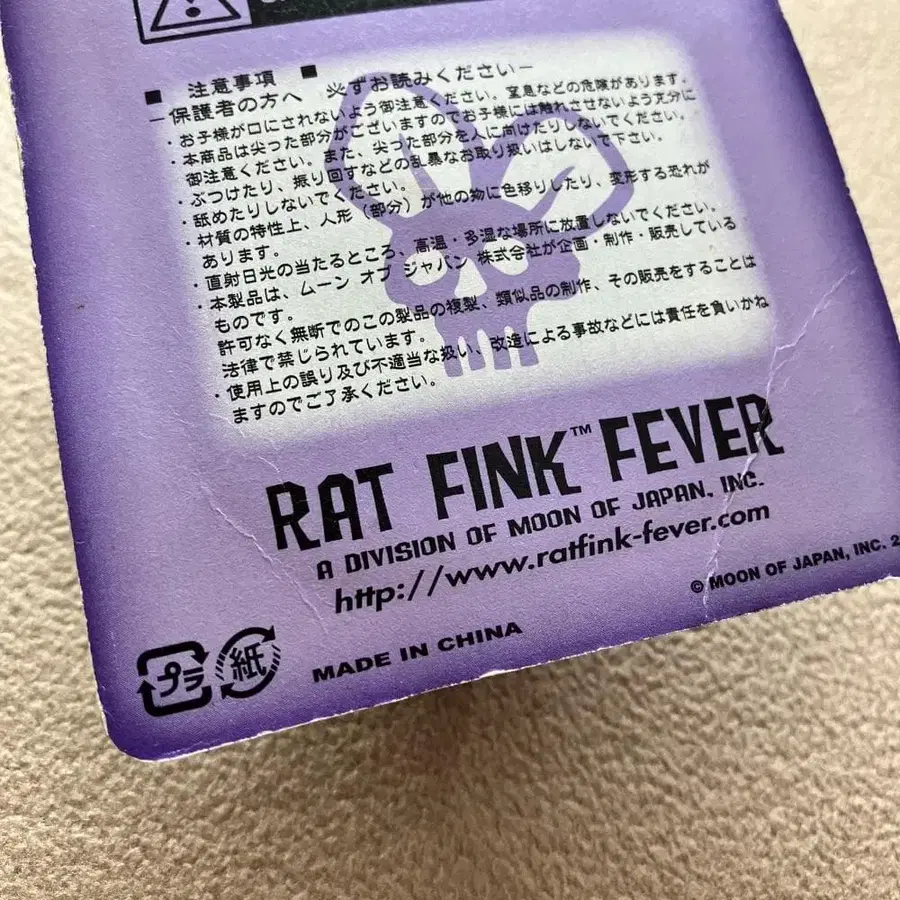 ■ 注意事項 ■
－保護者の方へ 必ずお読みください－
・お子様が口にされないよう御注意ください。窒息などの危険があります。
・本商品は尖った部分がございますのでお子様には触れさせないよう充分に
御注意ください。また、尖った部分を人に向けたりしないでください。
・ぶつけたり、振り回すなどの乱暴なお取り扱いはしないで下さい。
・舐めたりしないでください。
・材質の特性上、人形（部分）が他の物に色移りしたり、変形する恐れが
あります。
・直射日光の当たるところ、高温・多湿な場所に放置しないでください。
・本製品は、ムーン オブ ジャパン 株式会社が企画・制作・販売している
ものです。
許可なく無断でのこの製品の複製、類似品の制作、その販売をすることは
法律で禁じられています。
・使用上の誤り及び不適当な扱い、改造による事故などには責任を負いかね
ますのでご了承ください。
RAT FINK™ FEVER
A DIVISION OF MOON OF JAPAN, INC.
http://www.ratfink-fever.com
© MOON OF JAPAN, INC. 2
プラ 紙 MADE IN CHINA